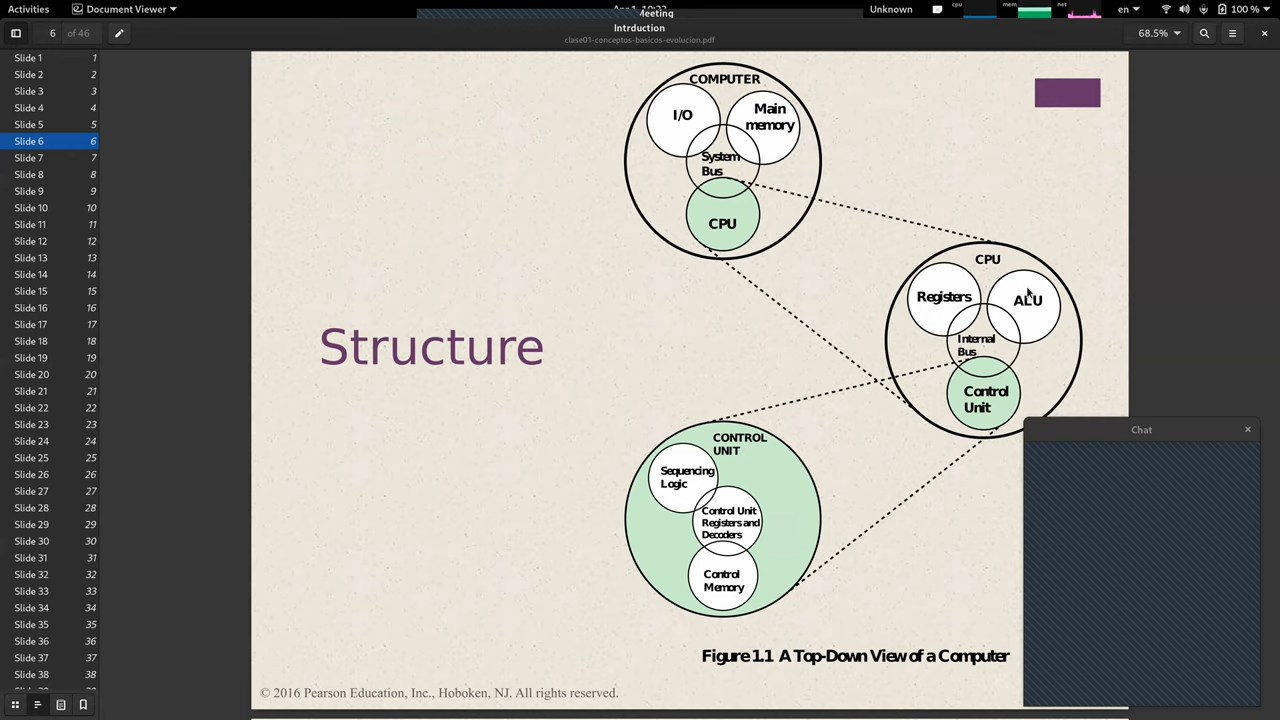 Activities
Document Viewer
Meeting
Unknown
cpu
mem
net
en
100 %
6
of 46
Intrduction
clase01-conceptos-basicos-evolucion.pdf
88.5%
Slide 1 1
Slide 2 2
Slide 3 3
Slide 4 4
Slide 5 5
Slide 6 6
Slide 7 7
Slide 8 8
Slide 9 9
Slide 10 10
Slide 11 11
Slide 12 12
Slide 13 13
Slide 14 14
Slide 15 15
Slide 16 16
Slide 17 17
Slide 18 18
Slide 19 19
Slide 20 20
Slide 21 21
Slide 22 22
Slide 23 23
Slide 24 24
Slide 25 25
Slide 26 26
Slide 27 27
Slide 28 28
Slide 29 29
Slide 30 30
Slide 31 31
Slide 32 32
Slide 33 33
Slide 34 34
Slide 35 35
Slide 36 36
Slide 37 37
Slide 38 38
COMPUTER
I/O
Main
memory
System
Bus
CPU
CPU
Registers
ALU
Internal
Bus
Control
Unit
Structure
CONTROL
UNIT
Sequencing
Logic
Control Unit
Registers and
Decoders
Control
Memory
Figure 1.1 A Top-Down View of a Computer
© 2016 Pearson Education, Inc., Hoboken, NJ. All rights reserved.
Chat